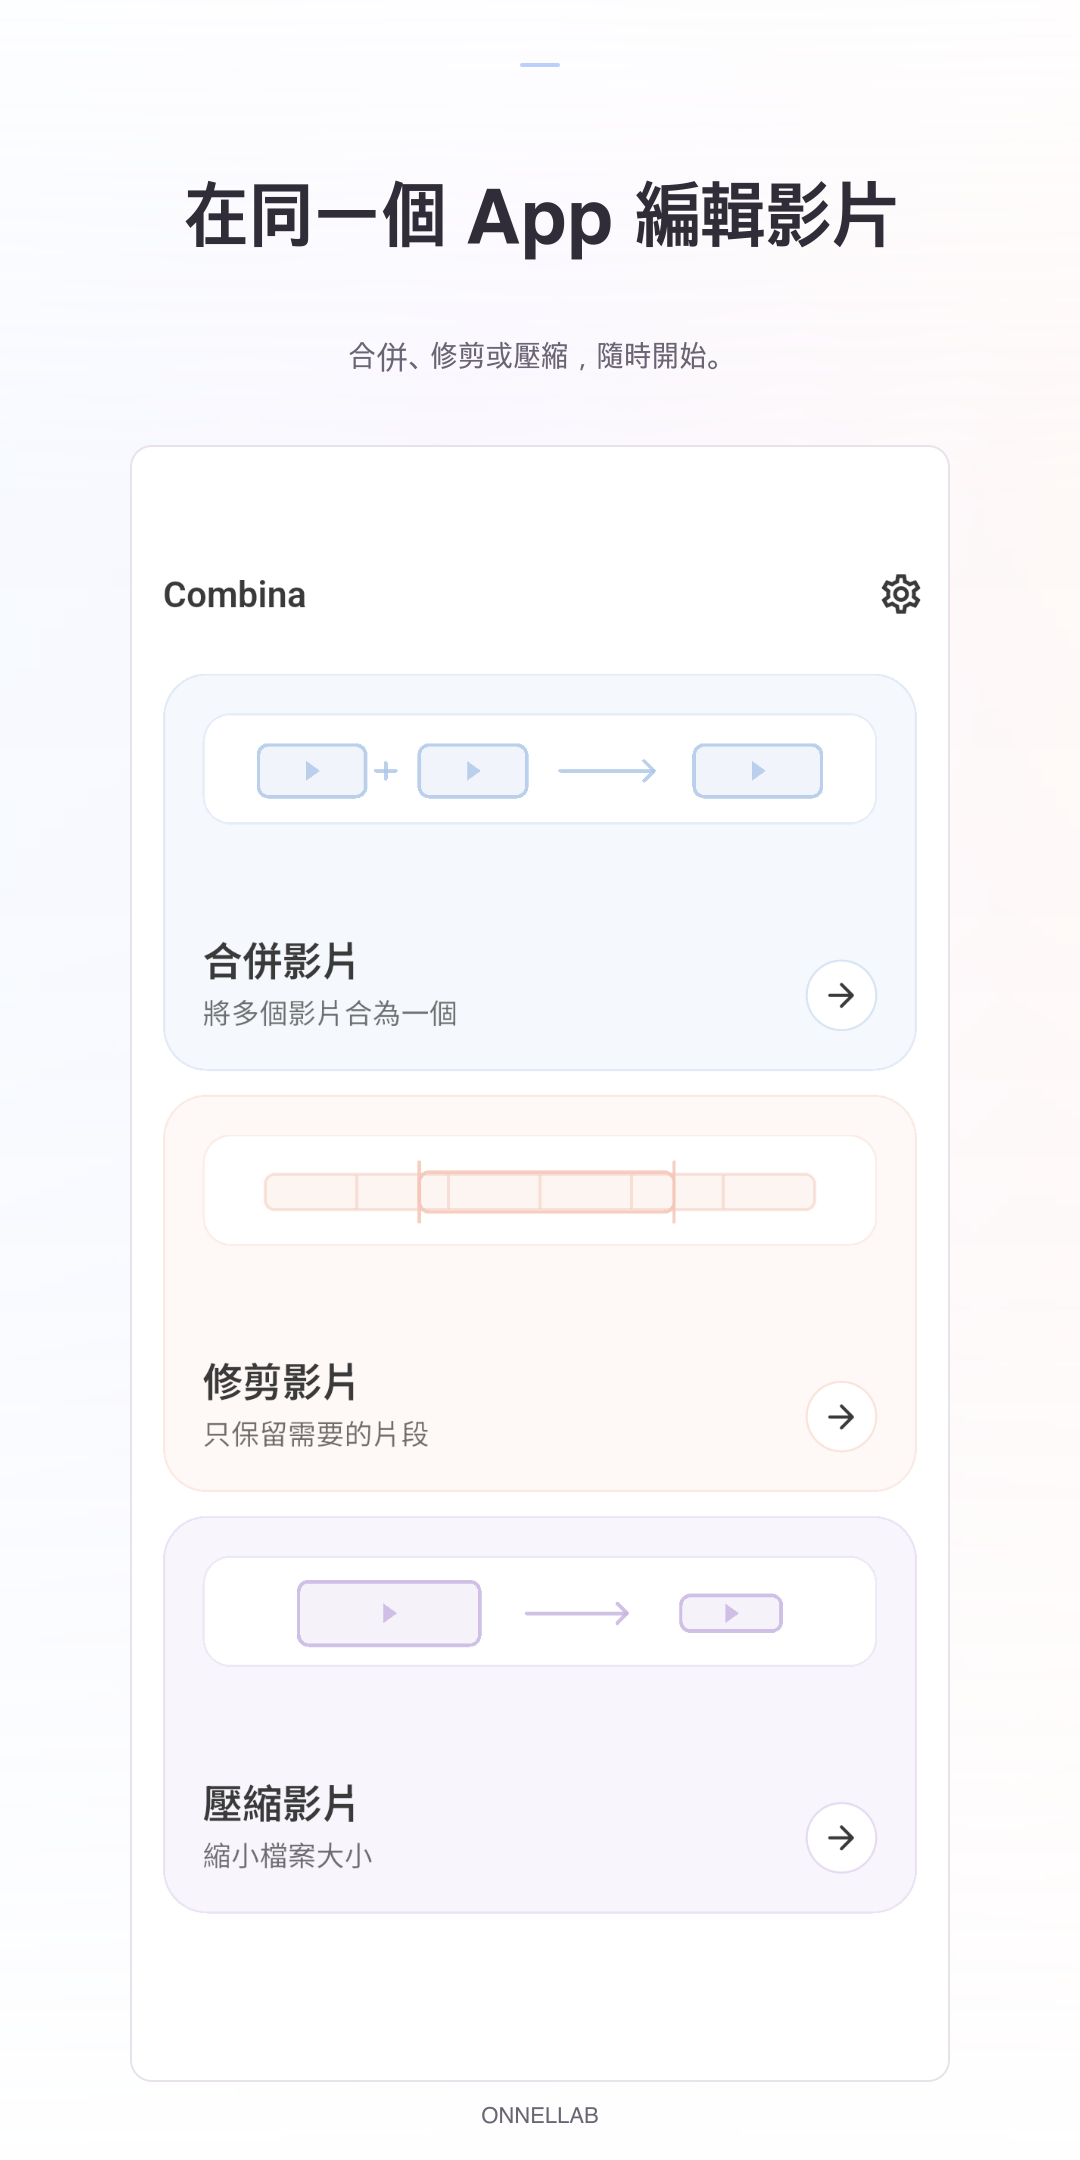 在同一個 App 編輯影片
合併、修剪或壓縮，隨時開始。
Combina
合併影片
將多個影片合為一個
修剪影片
只保留需要的片段
壓縮影片
縮小檔案大小
ONNELLAB